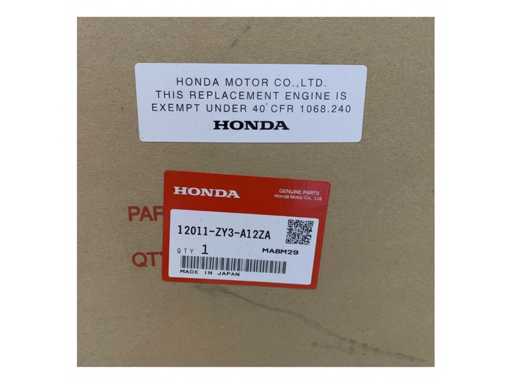 HONDA MOTOR CO.,LTD.
THIS REPLACEMENT ENGINE IS
EXEMPT UNDER 40 CFR 1068.240
HONDA
HONDA
GENUINE PARTS
Honda Motor Co., Ltd.
PAR
12011-ZY3-A12ZA
QTY 1
MA8M29
QT
MADE IN JAPAN